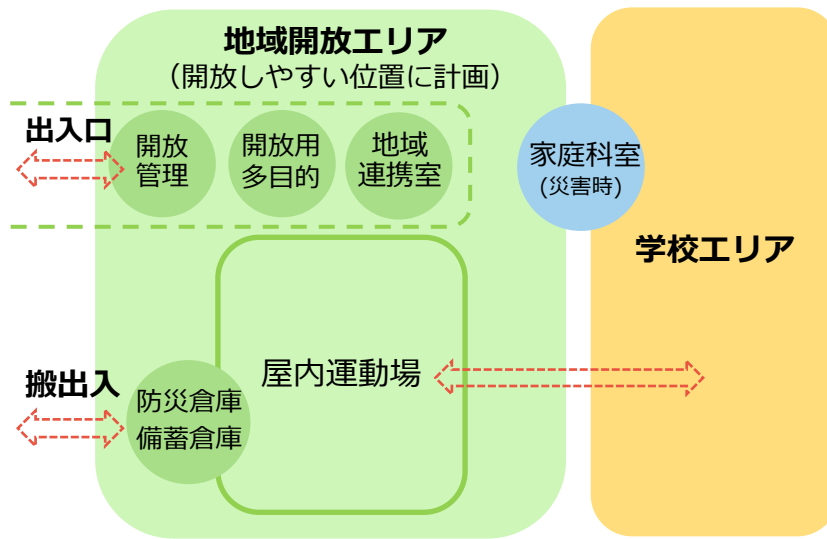 地域開放エリア
（開放しやすい位置に計画）
出入口
開放
管理
開放用
多目的
地域
連携室
家庭科室
(災害時)
学校エリア
屋内運動場
搬出入
防災倉庫
備蓄倉庫